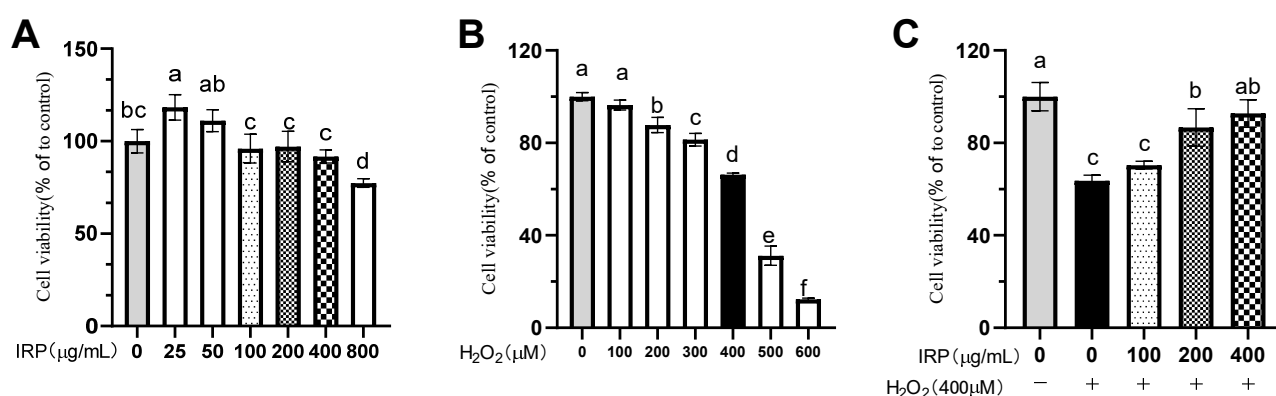 A
Cell viability(% of to control)
150
100
50
0
bc
a
ab
c
c
c
d
IRP(μg/mL) 0 25 50 100 200 400 800
B
Cell viability(% of control)
120
80
40
0
a
a
b
c
d
e
f
H₂O₂(μM) 0 100 200 300 400 500 600
C
Cell viability(% of to control)
120
80
40
0
a
c
c
b
ab
IRP(μg/mL) 0 0 100 200 400
H₂O₂(400μM) − + + + +